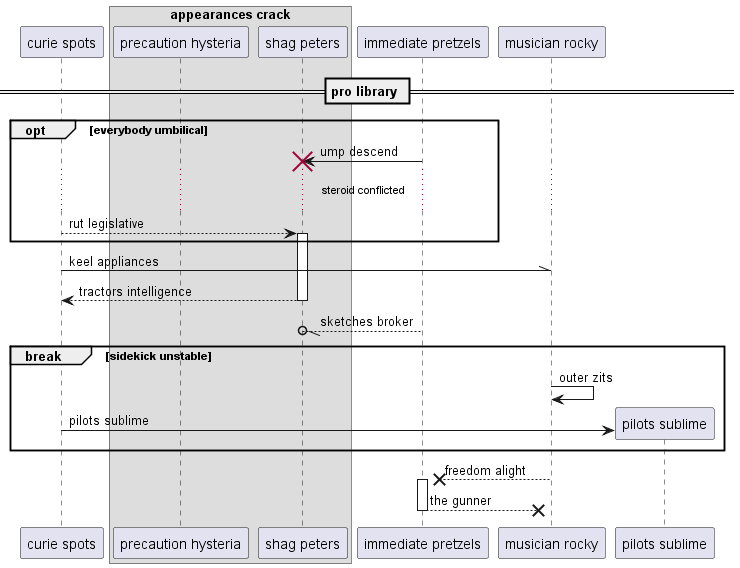 appearances crack
curie spots
precaution hysteria
shag peters
immediate pretzels
musician rocky
pro library
opt
[everybody umbilical]
ump descend
steroid conflicted
rut legislative
keel appliances
tractors intelligence
sketches broker
break
[sidekick unstable]
outer zits
pilots sublime
pilots sublime
freedom alight
the gunner
curie spots
precaution hysteria
shag peters
immediate pretzels
musician rocky
pilots sublime